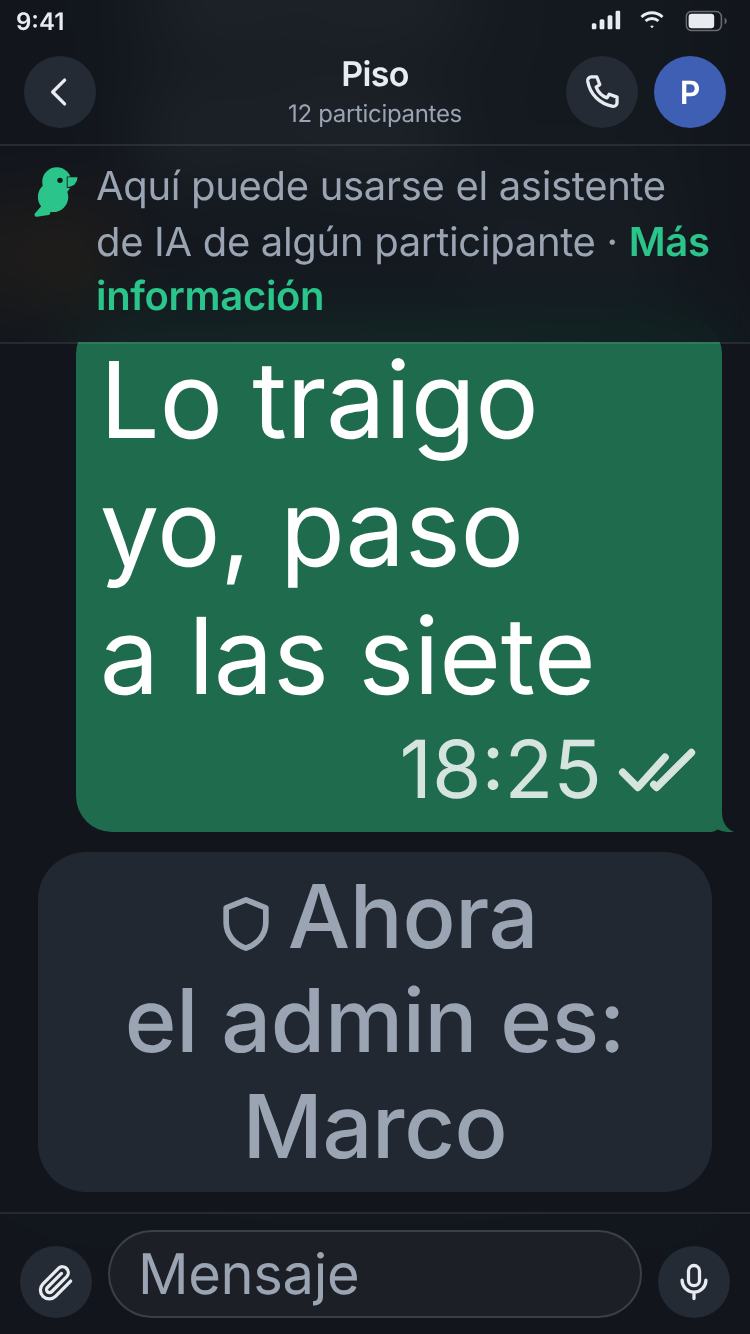 9:41
Piso
12 participantes
P
Aquí puede usarse el asistente
de IA de algún participante · Más
información
Lo traigo
yo, paso
a las siete
18:25
Ahora
el admin es:
Marco
Mensaje